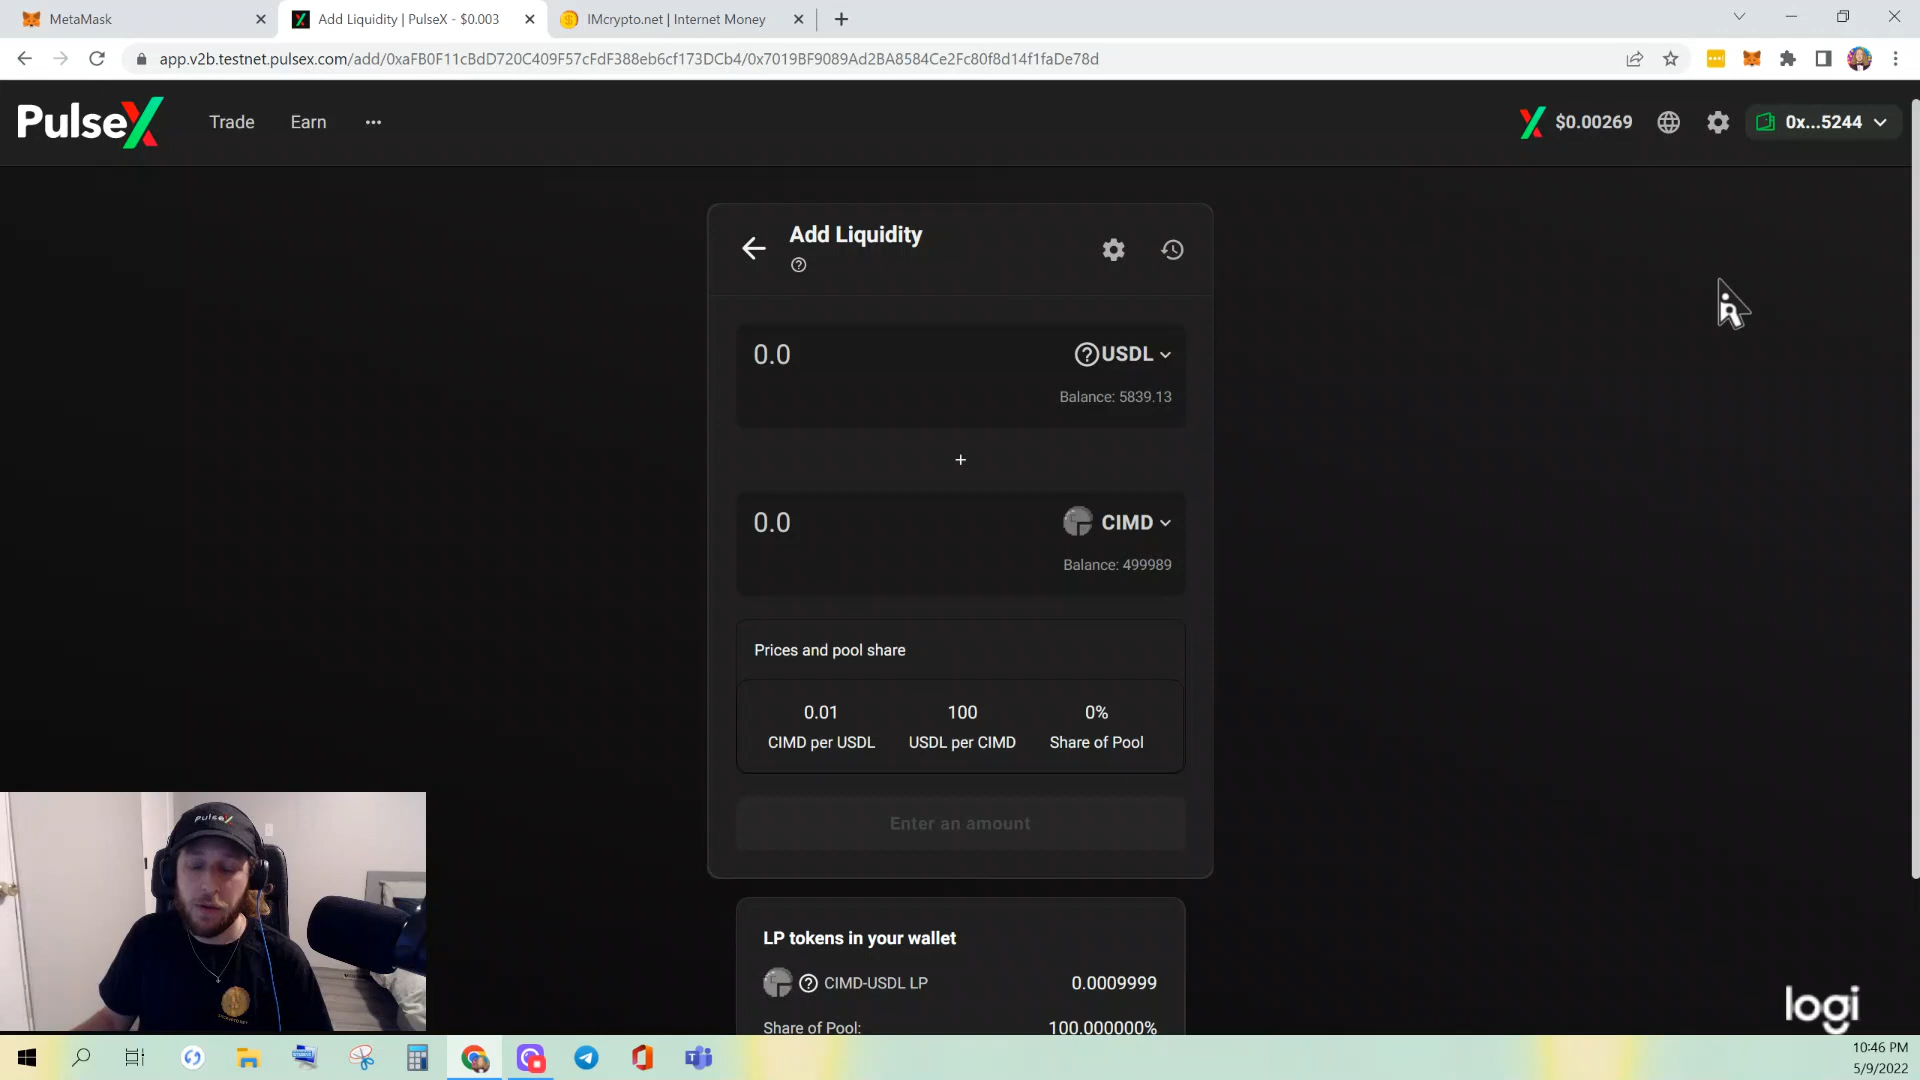 MetaMask
Add Liquidity | PulseX - $0.003
IMcrypto.net | Internet Money
app.v2b.testnet.pulsex.com/add/0xaFB0F11cBdD720C409F57cFdF388eb6cf173DCb4/0x7019BF9089Ad2BA8584Ce2Fc80f8d14f1faDe78d
PulseX
Trade
Earn
$0.00269
0x...5244
Add Liquidity
0.0
USDL
Balance: 5839.13
+
0.0
CIMD
Balance: 499989
Prices and pool share
0.01
100
0%
CIMD per USDL
USDL per CIMD
Share of Pool
Enter an amount
LP tokens in your wallet
CIMD-USDL LP
0.0009999
Share of Pool:
100.000000%
PulseX
logi
10:46 PM
5/9/2022